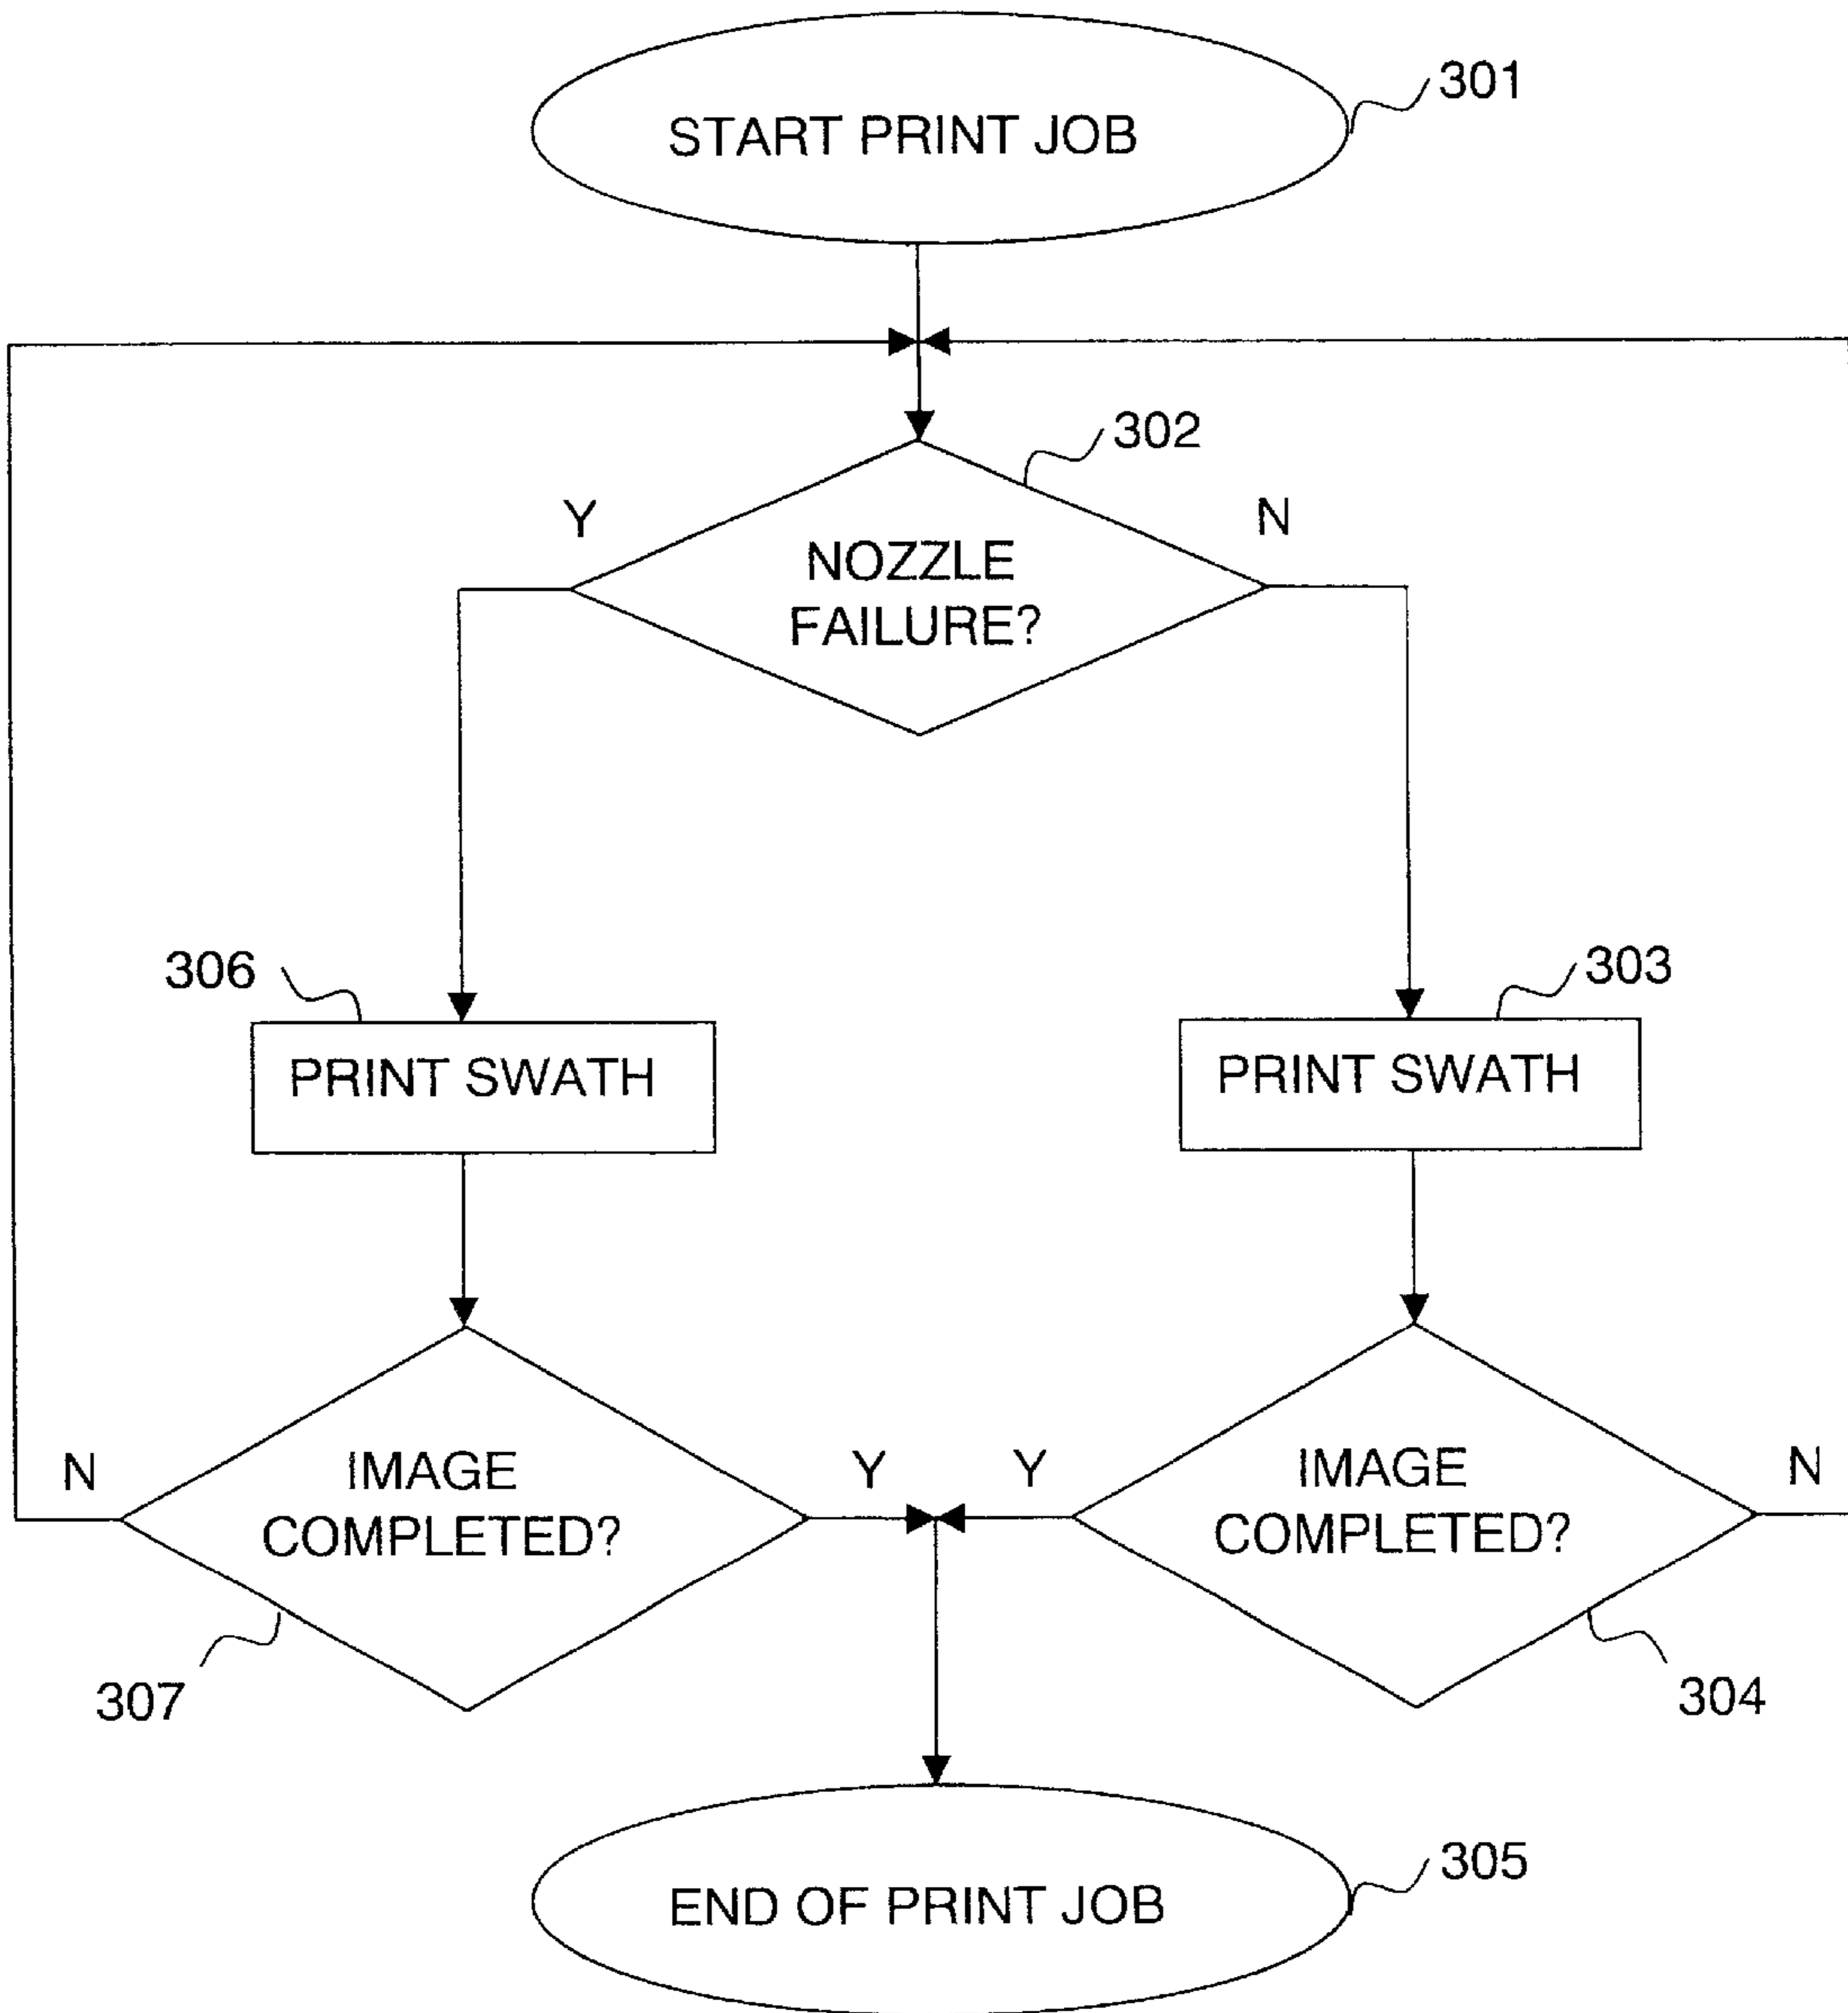 301
START PRINT JOB
302
Y
N
NOZZLE
FAILURE?
306
303
PRINT SWATH
PRINT SWATH
N
IMAGE
COMPLETED?
Y
Y
IMAGE
COMPLETED?
N
307
304
305
END OF PRINT JOB